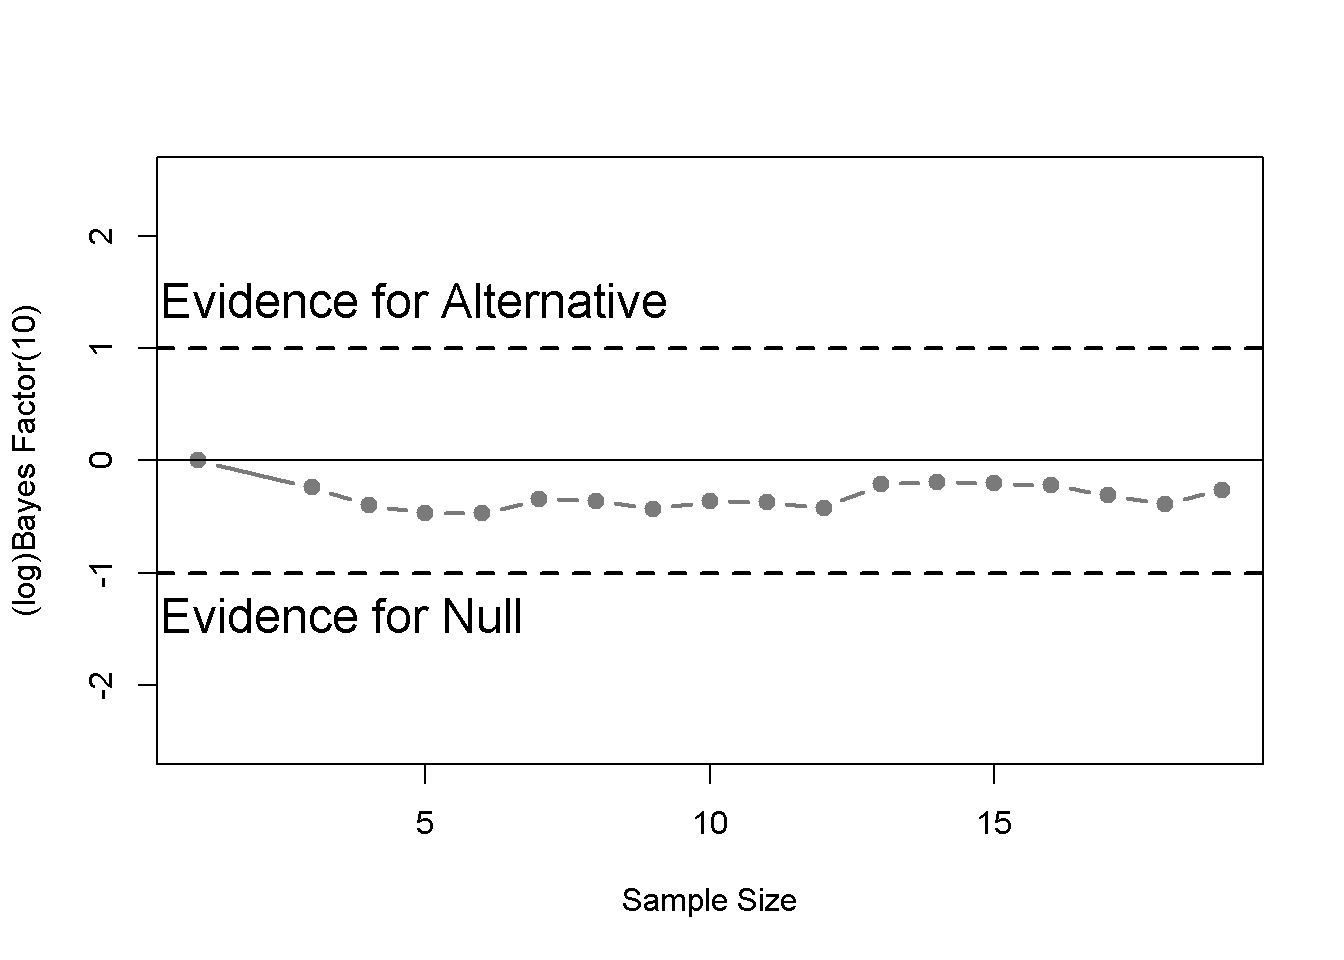 2
Evidence for Alternative
1
0
-1
Evidence for Null
-2
(log)Bayes Factor(10)
5 10 15
Sample Size